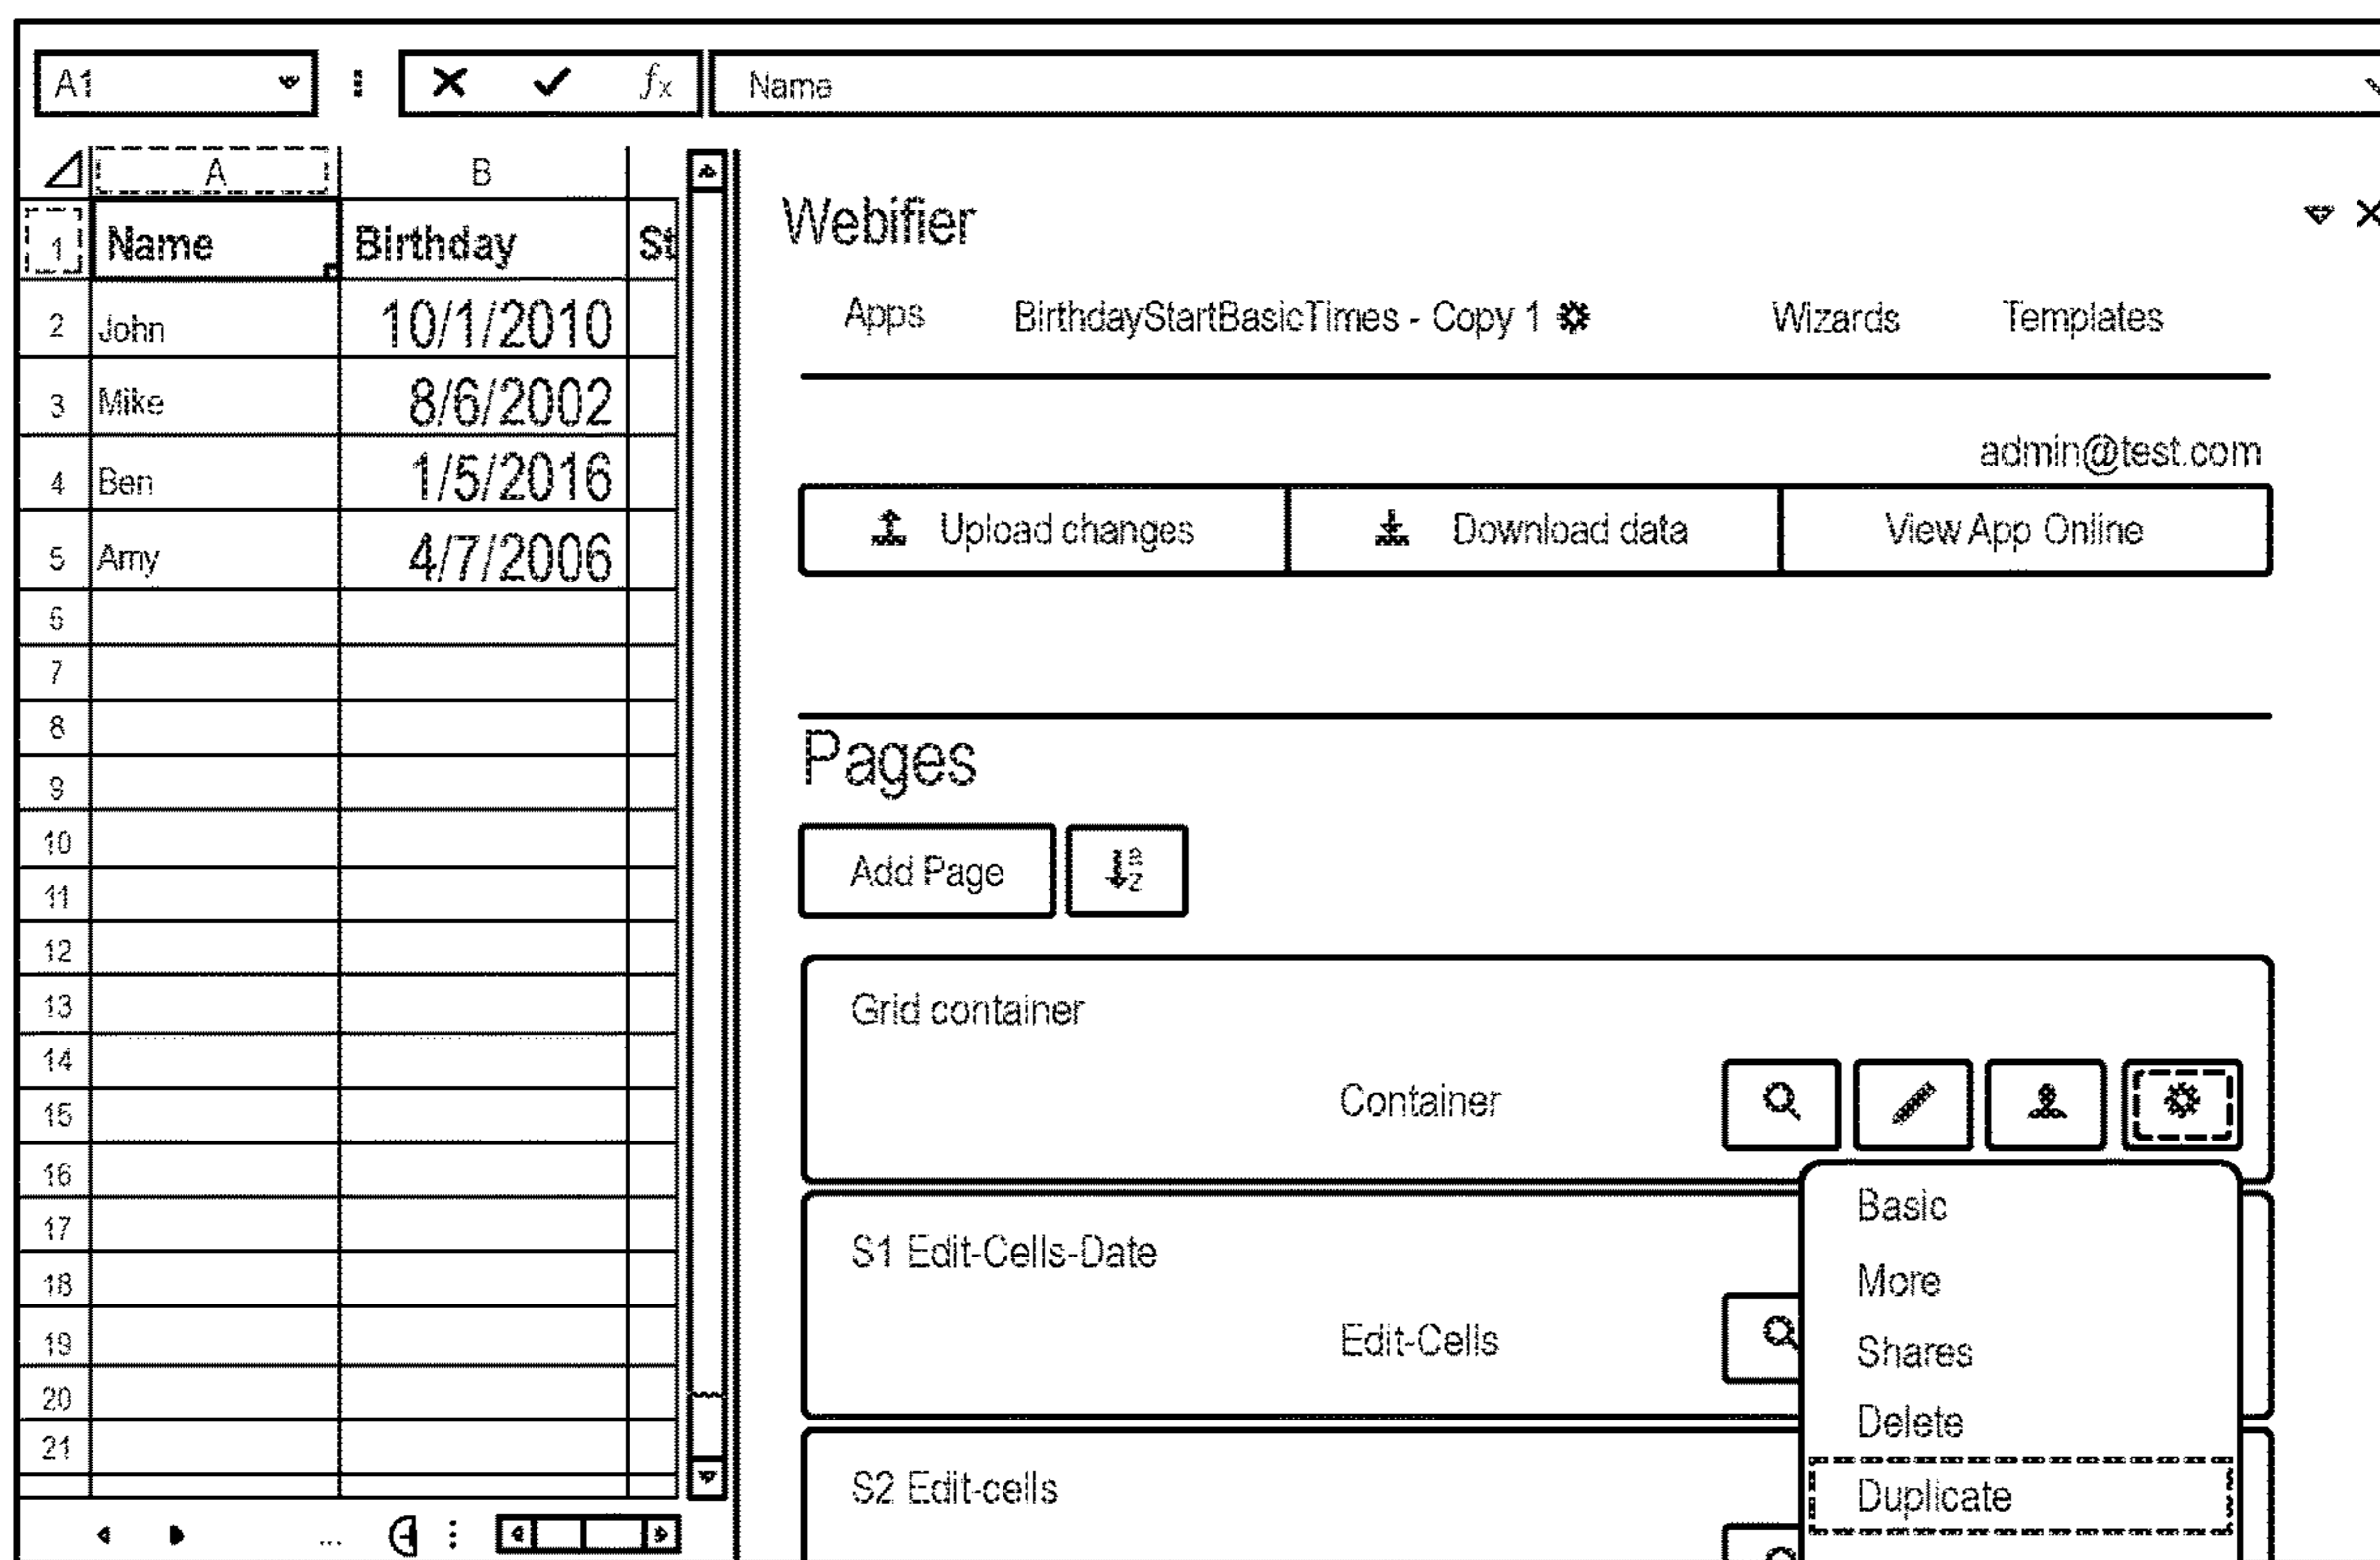 A1 fx Name
A B
1 Name Birthday St
2 John 10/1/2010
3 Mike 8/6/2002
4 Ben 1/5/2016
5 Amy 4/7/2006
6
7
8
9
10
11
12
13
14
15
16
17
18
19
20
21
...
Webifier
Apps BirthdayStartBasicTimes - Copy 1 Wizards Templates
admin@test.com
Upload changes Download data View App Online
Pages
Add Page
Grid container
Container
Basic
S1 Edit-Cells-Date
More
Edit-Cells
Shares
Delete
S2 Edit-cells
Duplicate